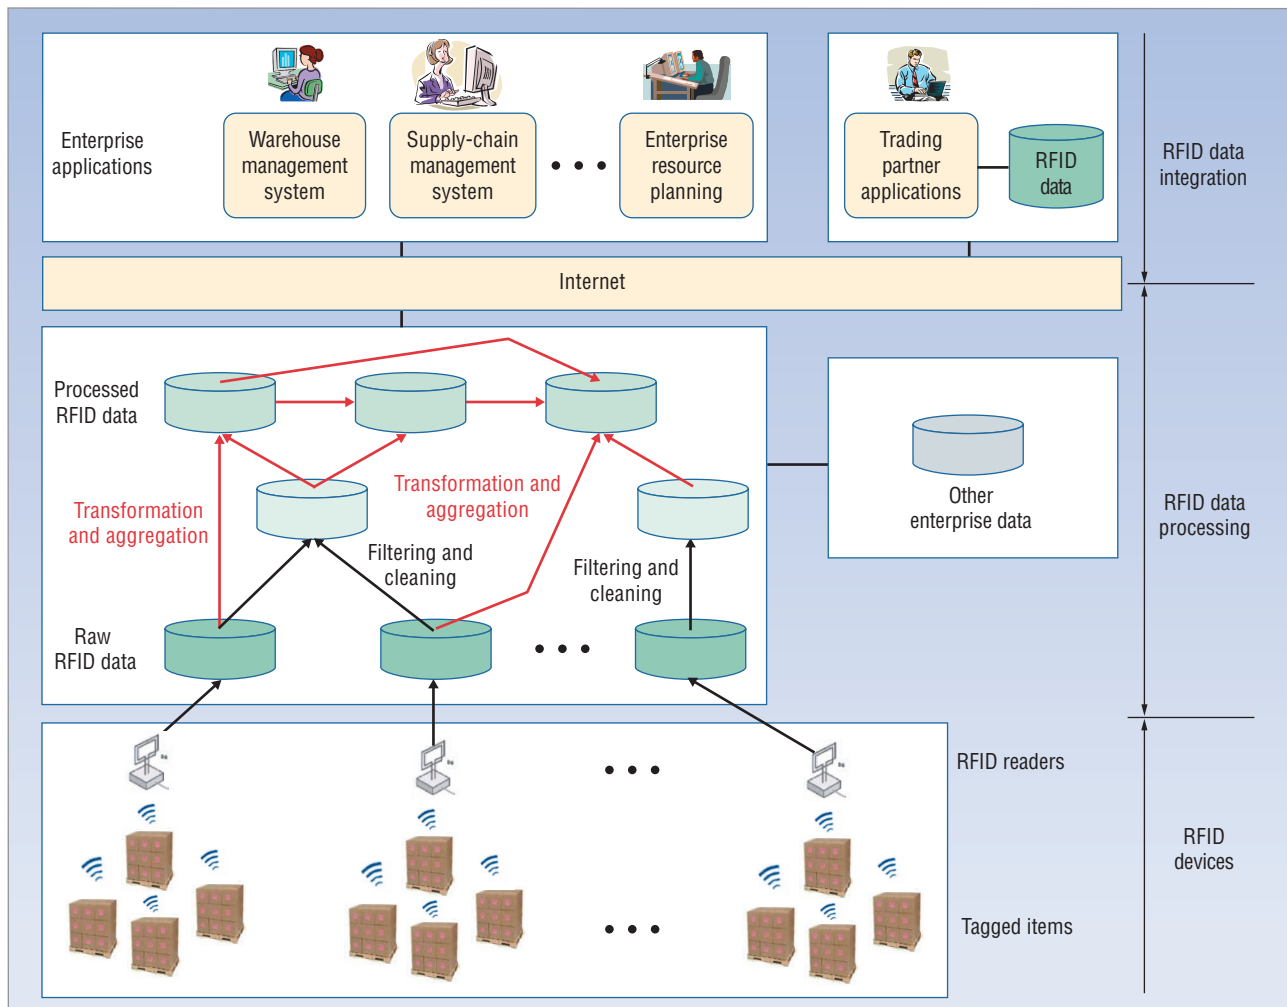 Enterprise
applications
Warehouse
management
system
Supply-chain
management
system
• • •
Enterprise
resource
planning
Trading
partner
applications
RFID
data
RFID data
integration
Internet
Processed
RFID data
Transformation
and aggregation
Transformation and
aggregation
Filtering and
cleaning
Filtering and
cleaning
Raw
RFID data
• • •
Other
enterprise data
RFID data
processing
• • •
RFID readers
RFID
devices
• • •
Tagged items